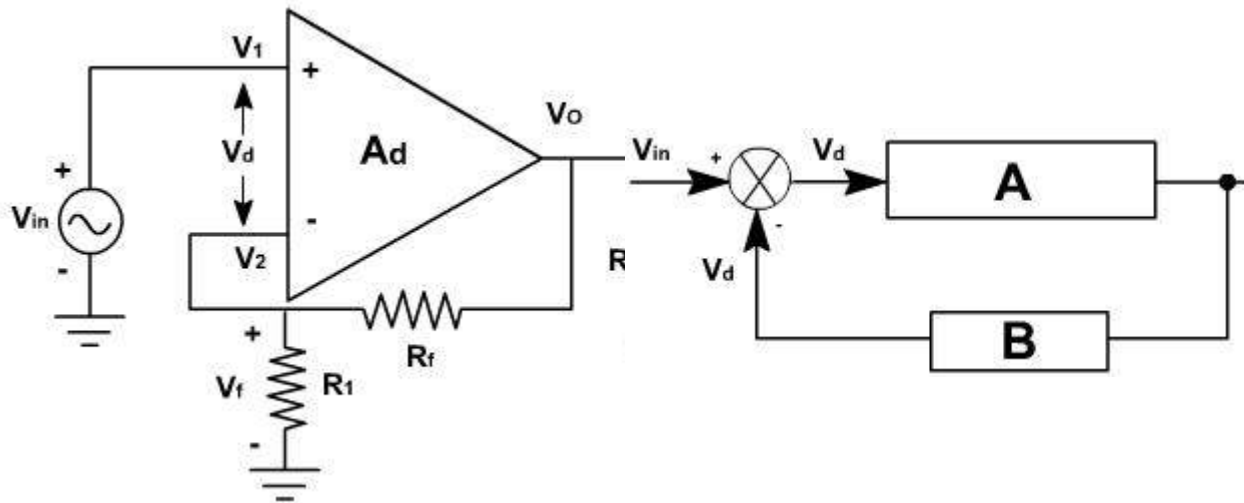 V1
+
Vd
Ad
VO
+
Vin
-
-
V2
+
Rf
Vf
R1
-
R
Vin
+
Vd
A
-
Vd
B